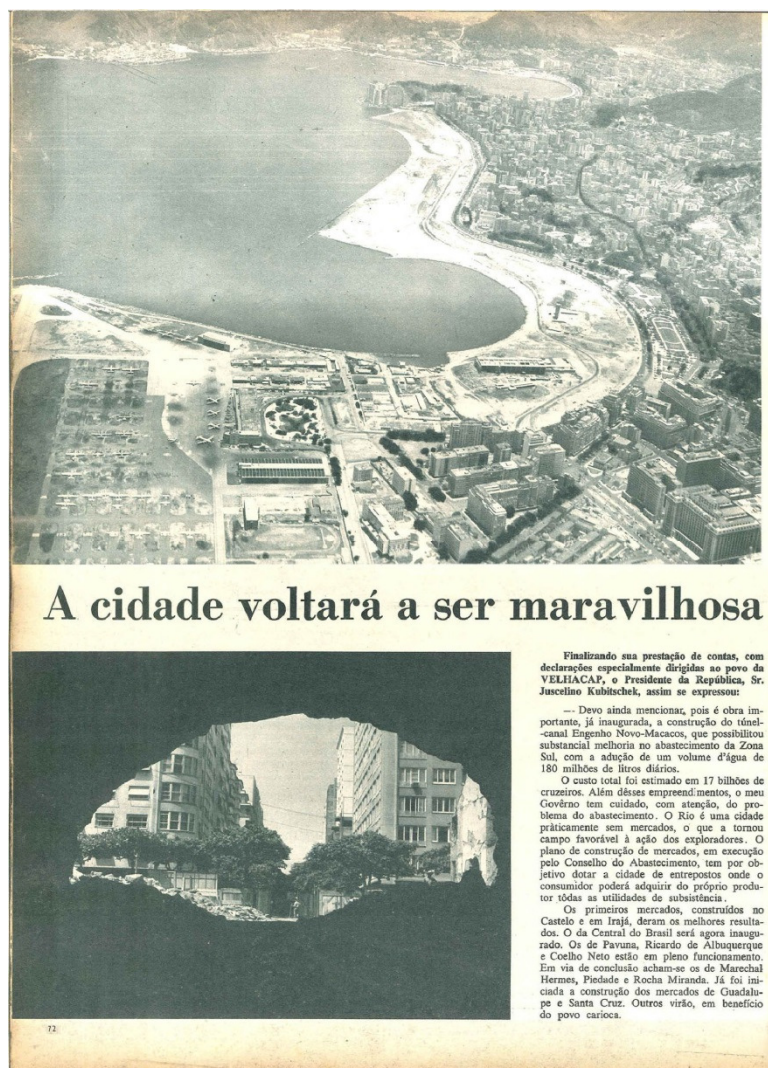 A cidade voltará a ser maravilhosa
Finalizando sua prestação de contas, com
declarações especialmente dirigidas ao povo da
VELHACAP, o Presidente da República, Sr.
Juscelino Kubitschek, assim se expressou:
— Devo ainda mencionar, pois é obra im-
portante, já inaugurada, a construção do túnel-
-canal Engenho Novo-Macacos, que possibilitou
substancial melhoria no abastecimento da Zona
Sul, com a adução de um volume d'água de
180 milhões de litros diários.
O custo total foi estimado em 17 bilhões de
cruzeiros. Além dêsses empreendimentos, o meu
Govêrno tem cuidado, com atenção, do pro-
blema do abastecimento. O Rio é uma cidade
pràticamente sem mercados, o que a tornou
campo favorável à ação dos exploradores. O
plano de construção de mercados, em execução
pelo Conselho do Abastecimento, tem por ob-
jetivo dotar a cidade de entrepostos onde o
consumidor poderá adquirir do próprio produ-
tor tôdas as utilidades de subsistência.
Os primeiros mercados, construídos no
Castelo e em Irajá, deram os melhores resulta-
dos. O da Central do Brasil será agora inaugu-
rado. Os de Pavuna, Ricardo de Albuquerque
e Coelho Neto estão em pleno funcionamento.
Em via de conclusão acham-se os de Marechal
Hermes, Piedade e Rocha Miranda. Já foi ini-
ciada a construção dos mercados de Guadalu-
pe e Santa Cruz. Outros virão, em benefício
do povo carioca.
72